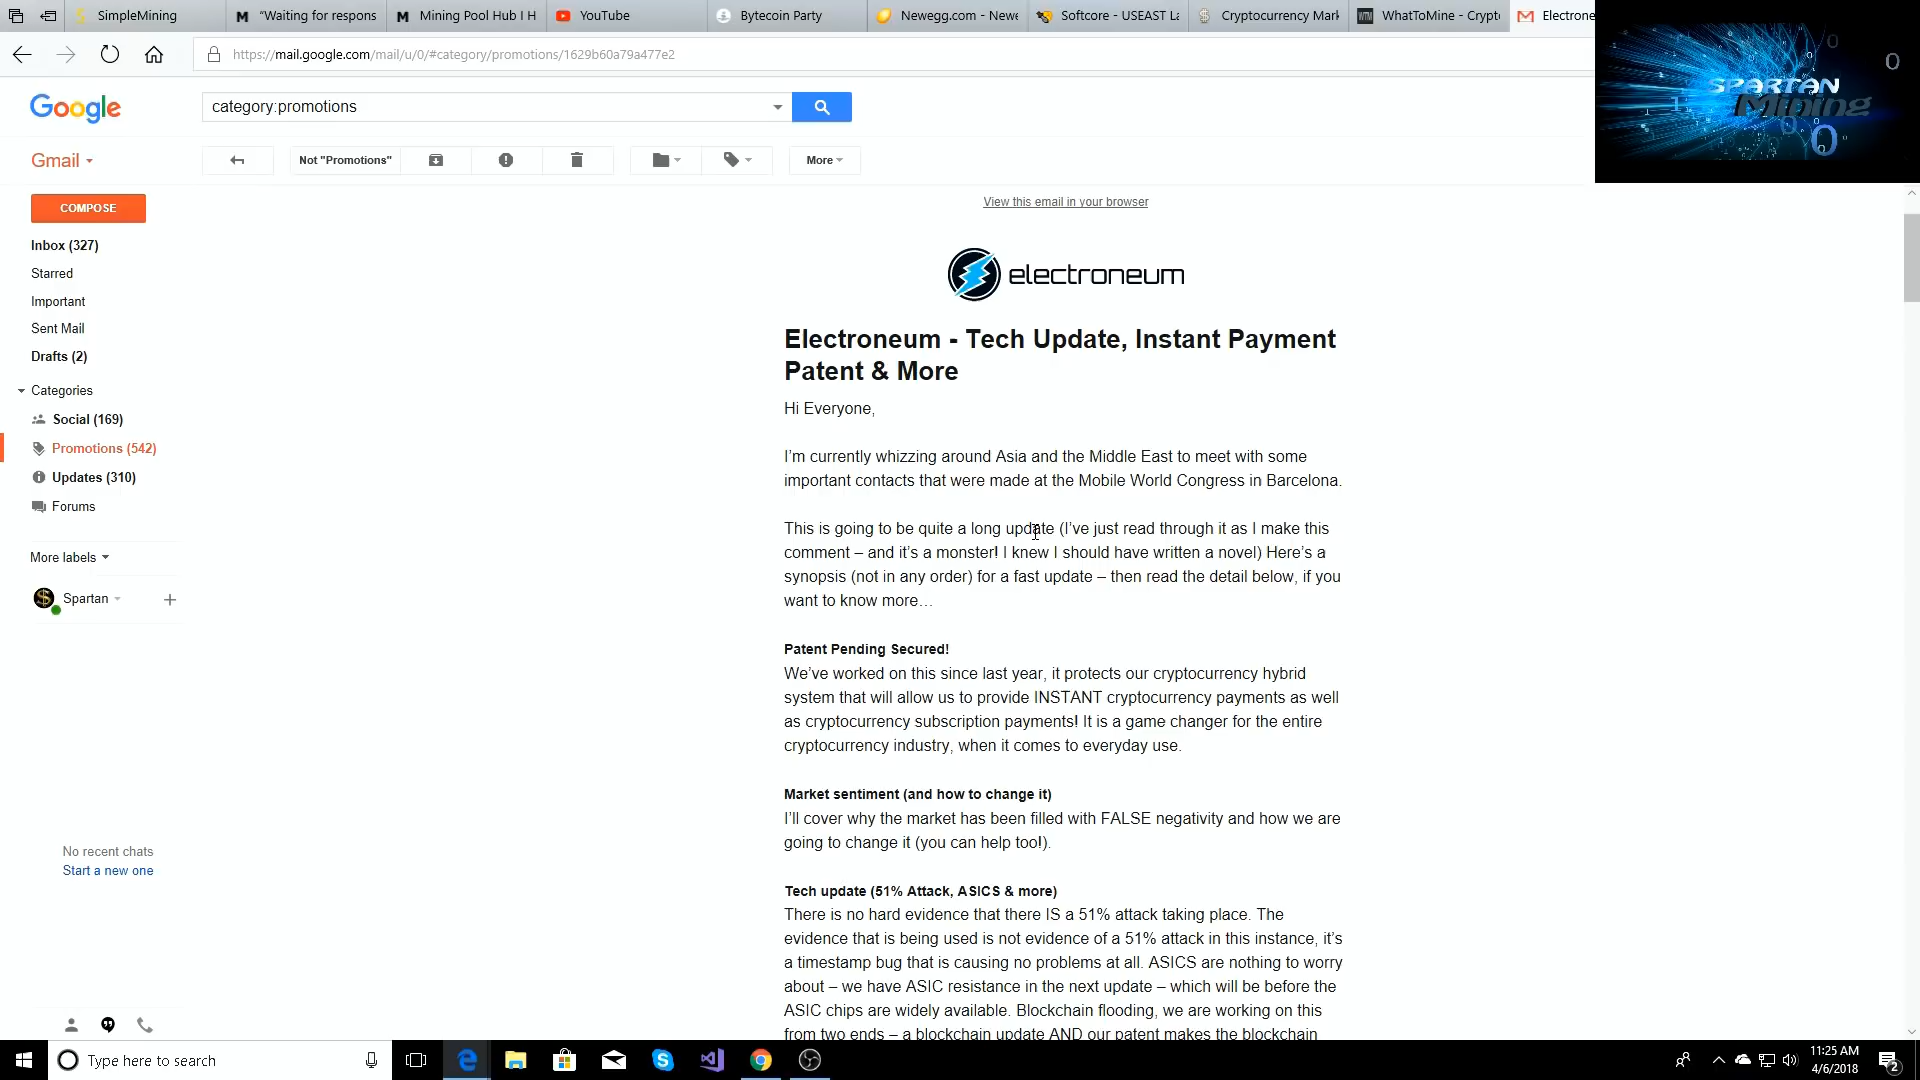 SimpleMining
"Waiting for respons
Mining Pool Hub I H
YouTube
Bytecoin Party
Newegg.com - Newe
Softcore - USEAST La
Cryptocurrency Mark
WhatToMine - Crypto
Electrone
https://mail.google.com/mail/u/0/#category/promotions/1629b60a79a477e2
SPARTAN
Mining
Google
category:promotions
Gmail
Not "Promotions"
More
COMPOSE
Inbox (327)
Starred
Important
Sent Mail
Drafts (2)
Categories
Social (169)
Promotions (542)
Updates (310)
Forums
More labels
Spartan
No recent chats
Start a new one
View this email in your browser
electroneum
Electroneum - Tech Update, Instant Payment
Patent & More
Hi Everyone,
I'm currently whizzing around Asia and the Middle East to meet with some
important contacts that were made at the Mobile World Congress in Barcelona.
This is going to be quite a long update (I've just read through it as I make this
comment – and it's a monster! I knew I should have written a novel) Here's a
synopsis (not in any order) for a fast update – then read the detail below, if you
want to know more…
Patent Pending Secured!
We've worked on this since last year, it protects our cryptocurrency hybrid
system that will allow us to provide INSTANT cryptocurrency payments as well
as cryptocurrency subscription payments! It is a game changer for the entire
cryptocurrency industry, when it comes to everyday use.
Market sentiment (and how to change it)
I'll cover why the market has been filled with FALSE negativity and how we are
going to change it (you can help too!).
Tech update (51% Attack, ASICS & more)
There is no hard evidence that there IS a 51% attack taking place. The
evidence that is being used is not evidence of a 51% attack in this instance, it's
a timestamp bug that is causing no problems at all. ASICS are nothing to worry
about – we have ASIC resistance in the next update – which will be before the
ASIC chips are widely available. Blockchain flooding, we are working on this
from two ends – a blockchain update AND our patent makes the blockchain
Type here to search
11:25 AM
4/6/2018
2